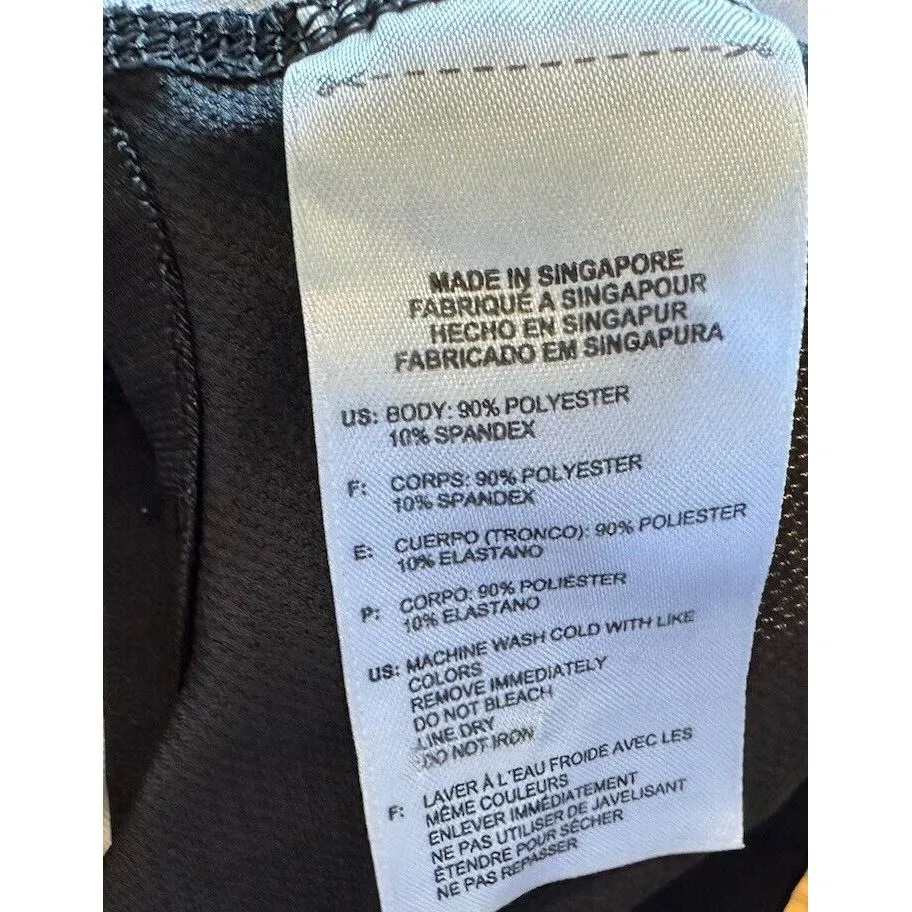 MADE IN SINGAPORE
FABRIQUÉ A SINGAPOUR
HECHO EN SINGAPUR
FABRICADO EM SINGAPURA
US: BODY: 90% POLYESTER
10% SPANDEX
F: CORPS: 90% POLYESTER
10% SPANDEX
E: CUERPO (TRONCO): 90% POLIESTER
10% ELASTANO
P: CORPO: 90% POLIÉSTER
10% ELASTANO
US: MACHINE WASH COLD WITH LIKE
COLORS
REMOVE IMMEDIATELY
DO NOT BLEACH
LINE DRY
DO NOT IRON
F: LAVER À L'EAU FROIDE AVEC LES
MÊME COULEURS
ENLEVER IMMÉDIATEMENT
NE PAS UTILISER DE JAVELISANT
ÉTENDRE POUR SÉCHER
NE PAS REPASSER